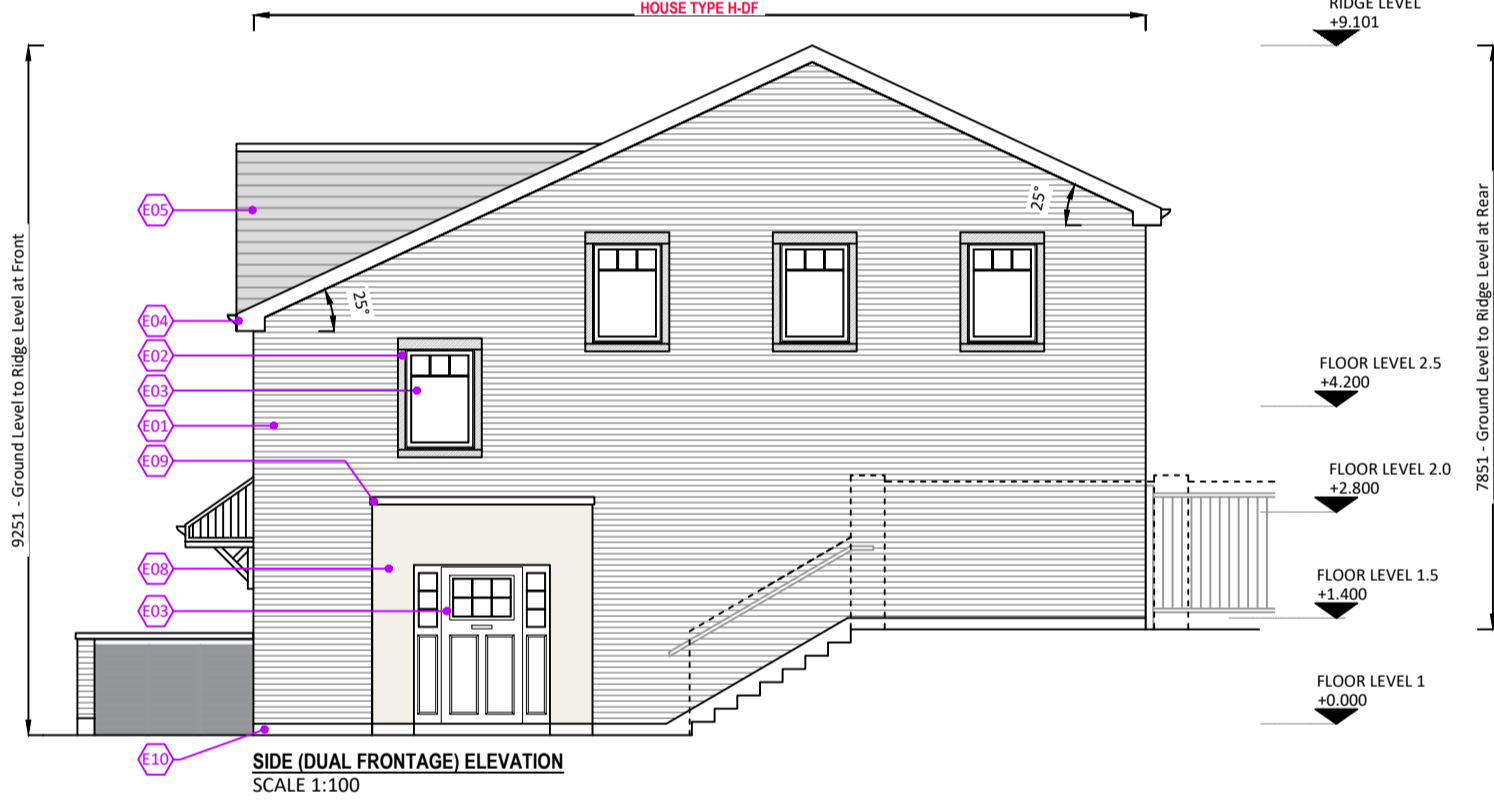 HOUSE TYPE H-DF
RIDGE LEVEL
+9.101
9251 - Ground Level to Ridge Level at Front
7851 - Ground Level to Ridge Level at Rear
E05
25°
25°
E04
E02
E03
E01
E09
E08
E03
E10
FLOOR LEVEL 2.5
+4.200
FLOOR LEVEL 2.0
+2.800
FLOOR LEVEL 1.5
+1.400
FLOOR LEVEL 1
+0.000
SIDE (DUAL FRONTAGE) ELEVATION
SCALE 1:100